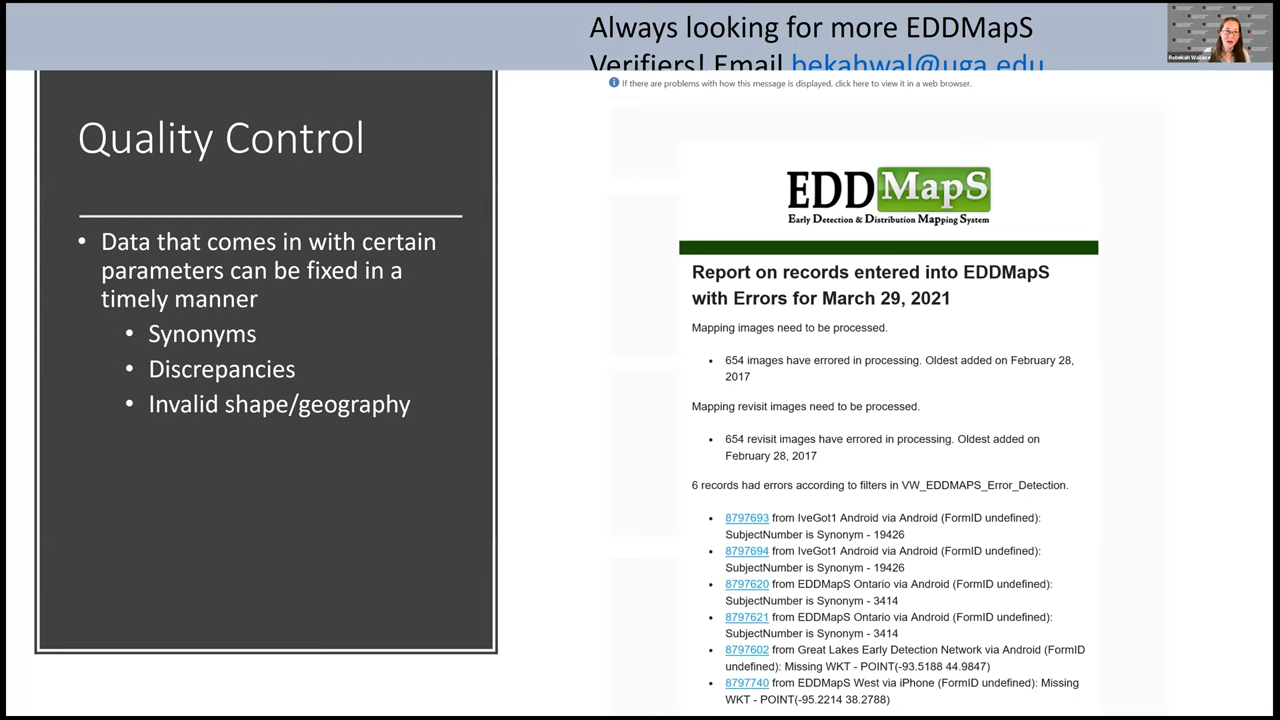 Always looking for more EDDMapS
Verifiers! Email bekahwal@uga.edu
Rebekah Wallace
If there are problems with how this message is displayed, click here to view it in a web browser.
Quality Control
• Data that comes in with certain
parameters can be fixed in a
timely manner
• Synonyms
• Discrepancies
• Invalid shape/geography
EDDMapS
Early Detection & Distribution Mapping System
Report on records entered into EDDMapS
with Errors for March 29, 2021
Mapping images need to be processed.
• 654 images have errored in processing. Oldest added on February 28,
2017
Mapping revisit images need to be processed.
• 654 revisit images have errored in processing. Oldest added on
February 28, 2017
6 records had errors according to filters in VW_EDDMAPS_Error_Detection.
• 8797693 from IveGot1 Android via Android (FormID undefined):
SubjectNumber is Synonym - 19426
• 8797694 from IveGot1 Android via Android (FormID undefined):
SubjectNumber is Synonym - 19426
• 8797620 from EDDMapS Ontario via Android (FormID undefined):
SubjectNumber is Synonym - 3414
• 8797621 from EDDMapS Ontario via Android (FormID undefined):
SubjectNumber is Synonym - 3414
• 8797602 from Great Lakes Early Detection Network via Android (FormID
undefined): Missing WKT - POINT(-93.5188 44.9847)
• 8797740 from EDDMapS West via iPhone (FormID undefined): Missing
WKT - POINT(-95.2214 38.2788)